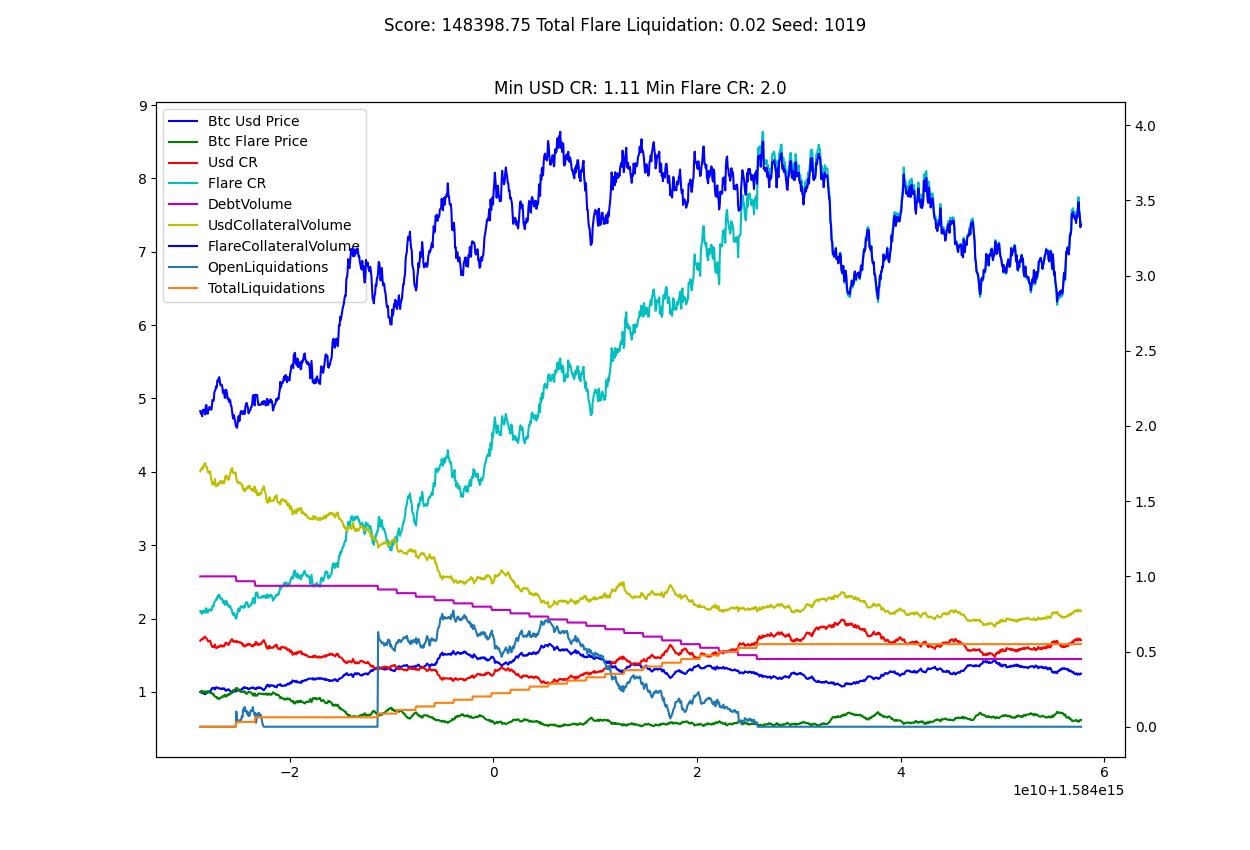 Score: 148398.75 Total Flare Liquidation: 0.02 Seed: 1019
Min USD CR: 1.11 Min Flare CR: 2.0
Btc Usd Price
Btc Flare Price
Usd CR
Flare CR
DebtVolume
UsdCollateralVolume
FlareCollateralVolume
OpenLiquidations
TotalLiquidations
9
8
7
6
5
4
3
2
1
4.0
3.5
3.0
2.5
2.0
1.5
1.0
0.5
0.0
−2 0 2 4 6
1e10+1.584e15